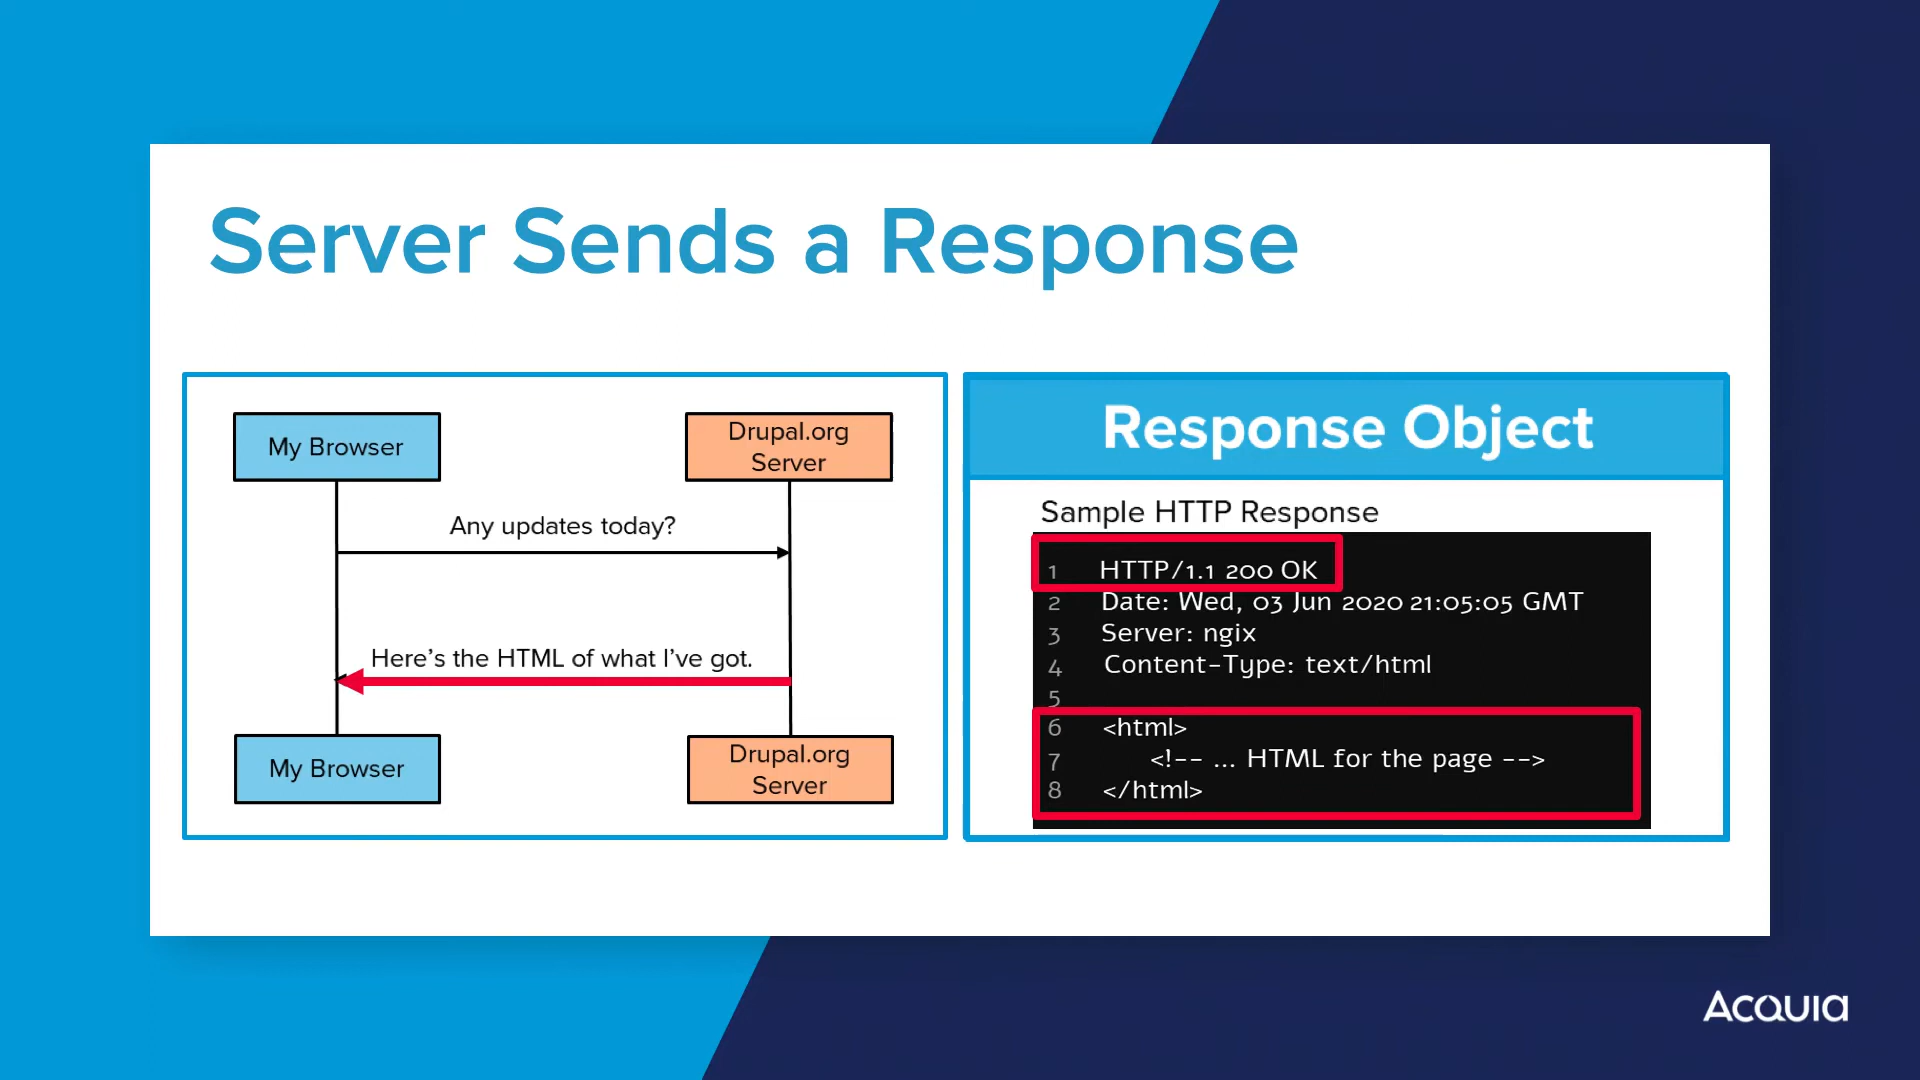 Server Sends a Response
My Browser
Drupal.org
Server
Any updates today?
Here's the HTML of what I've got.
My Browser
Drupal.org
Server
Response Object
Sample HTTP Response
1 HTTP/1.1 200 OK
2 Date: Wed, 03 Jun 2020 21:05:05 GMT
3 Server: ngix
4 Content-Type: text/html
5
6 <html>
7 <!-- ... HTML for the page -->
8 </html>
Acquia